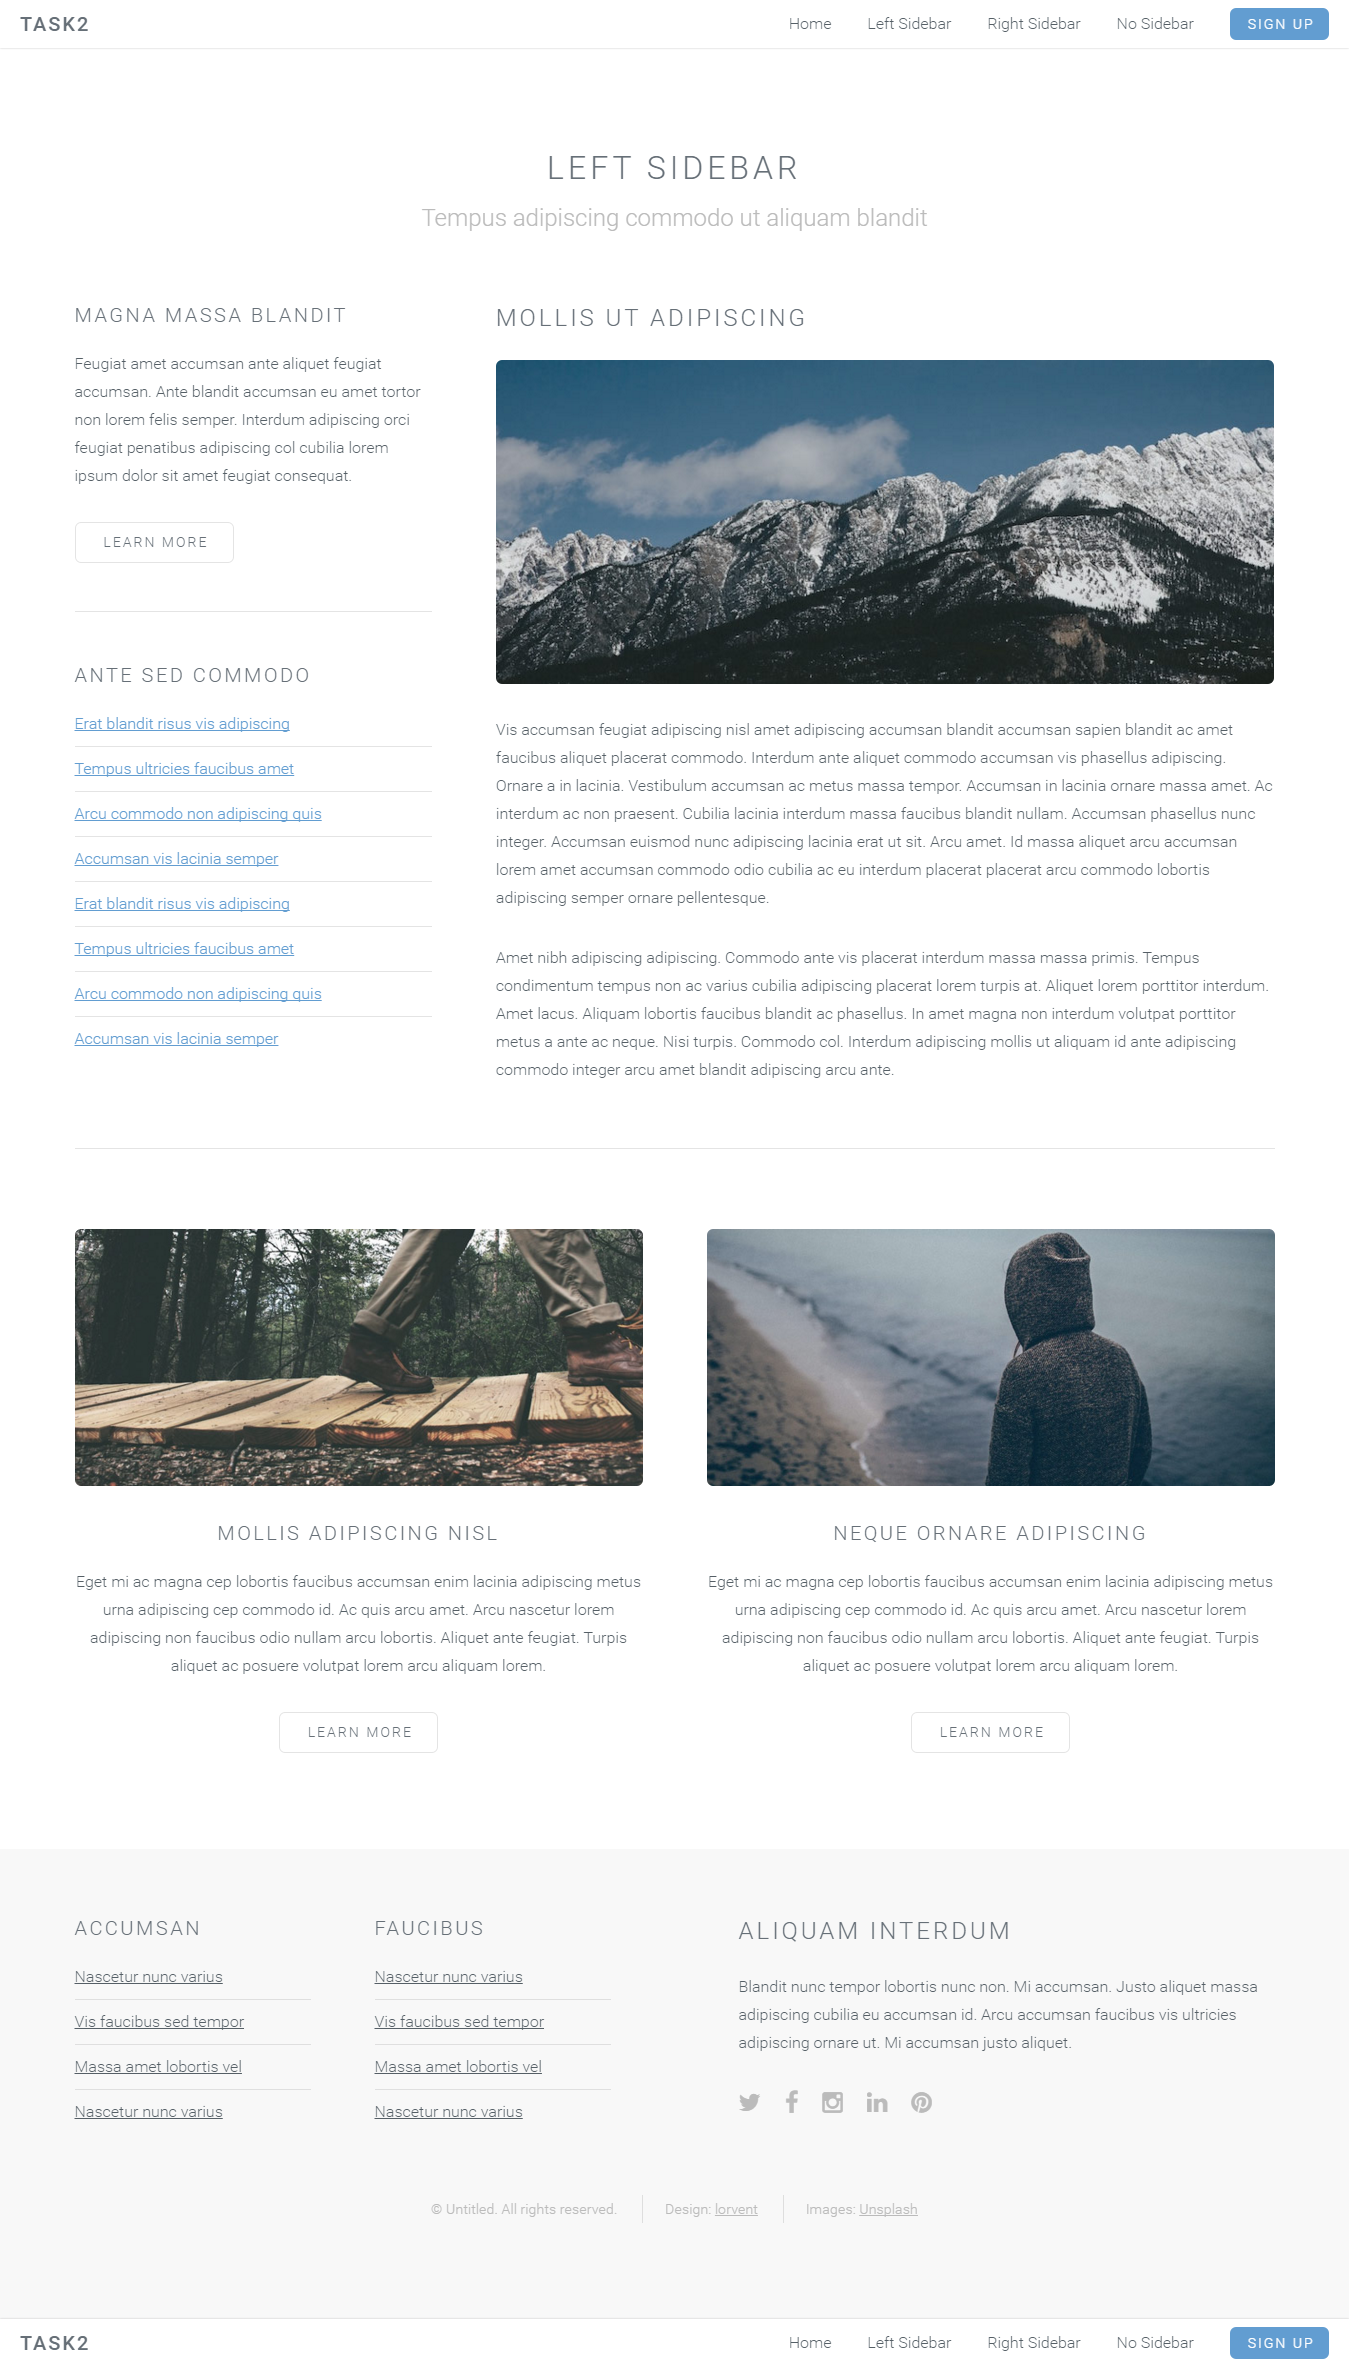 TASK2
Home Left Sidebar Right Sidebar No Sidebar SIGN UP
LEFT SIDEBAR
Tempus adipiscing commodo ut aliquam blandit
MAGNA MASSA BLANDIT
Feugiat amet accumsan ante aliquet feugiat
accumsan. Ante blandit accumsan eu amet tortor
non lorem felis semper. Interdum adipiscing orci
feugiat penatibus adipiscing col cubilia lorem
ipsum dolor sit amet feugiat consequat.
LEARN MORE
ANTE SED COMMODO
Erat blandit risus vis adipiscing
Tempus ultricies faucibus amet
Arcu commodo non adipiscing quis
Accumsan vis lacinia semper
Erat blandit risus vis adipiscing
Tempus ultricies faucibus amet
Arcu commodo non adipiscing quis
Accumsan vis lacinia semper
MOLLIS UT ADIPISCING
Vis accumsan feugiat adipiscing nisl amet adipiscing accumsan blandit accumsan sapien blandit ac amet
faucibus aliquet placerat commodo. Interdum ante aliquet commodo accumsan vis phasellus adipiscing.
Ornare a in lacinia. Vestibulum accumsan ac metus massa tempor. Accumsan in lacinia ornare massa amet. Ac
interdum ac non praesent. Cubilia lacinia interdum massa faucibus blandit nullam. Accumsan phasellus nunc
integer. Accumsan euismod nunc adipiscing lacinia erat ut sit. Arcu amet. Id massa aliquet arcu accumsan
lorem amet accumsan commodo odio cubilia ac eu interdum placerat placerat arcu commodo lobortis
adipiscing semper ornare pellentesque.
Amet nibh adipiscing adipiscing. Commodo ante vis placerat interdum massa massa primis. Tempus
condimentum tempus non ac varius cubilia adipiscing placerat lorem turpis at. Aliquet lorem porttitor interdum.
Amet lacus. Aliquam lobortis faucibus blandit ac phasellus. In amet magna non interdum volutpat porttitor
metus a ante ac neque. Nisi turpis. Commodo col. Interdum adipiscing mollis ut aliquam id ante adipiscing
commodo integer arcu amet blandit adipiscing arcu ante.
MOLLIS ADIPISCING NISL
Eget mi ac magna cep lobortis faucibus accumsan enim lacinia adipiscing metus
urna adipiscing cep commodo id. Ac quis arcu amet. Arcu nascetur lorem
adipiscing non faucibus odio nullam arcu lobortis. Aliquet ante feugiat. Turpis
aliquet ac posuere volutpat lorem arcu aliquam lorem.
LEARN MORE
NEQUE ORNARE ADIPISCING
Eget mi ac magna cep lobortis faucibus accumsan enim lacinia adipiscing metus
urna adipiscing cep commodo id. Ac quis arcu amet. Arcu nascetur lorem
adipiscing non faucibus odio nullam arcu lobortis. Aliquet ante feugiat. Turpis
aliquet ac posuere volutpat lorem arcu aliquam lorem.
LEARN MORE
ACCUMSAN
Nascetur nunc varius
Vis faucibus sed tempor
Massa amet lobortis vel
Nascetur nunc varius
FAUCIBUS
Nascetur nunc varius
Vis faucibus sed tempor
Massa amet lobortis vel
Nascetur nunc varius
ALIQUAM INTERDUM
Blandit nunc tempor lobortis nunc non. Mi accumsan. Justo aliquet massa
adipiscing cubilia eu accumsan id. Arcu accumsan faucibus vis ultricies
adipiscing ornare ut. Mi accumsan justo aliquet.
© Untitled. All rights reserved. Design: lorvent Images: Unsplash
TASK2
Home Left Sidebar Right Sidebar No Sidebar SIGN UP